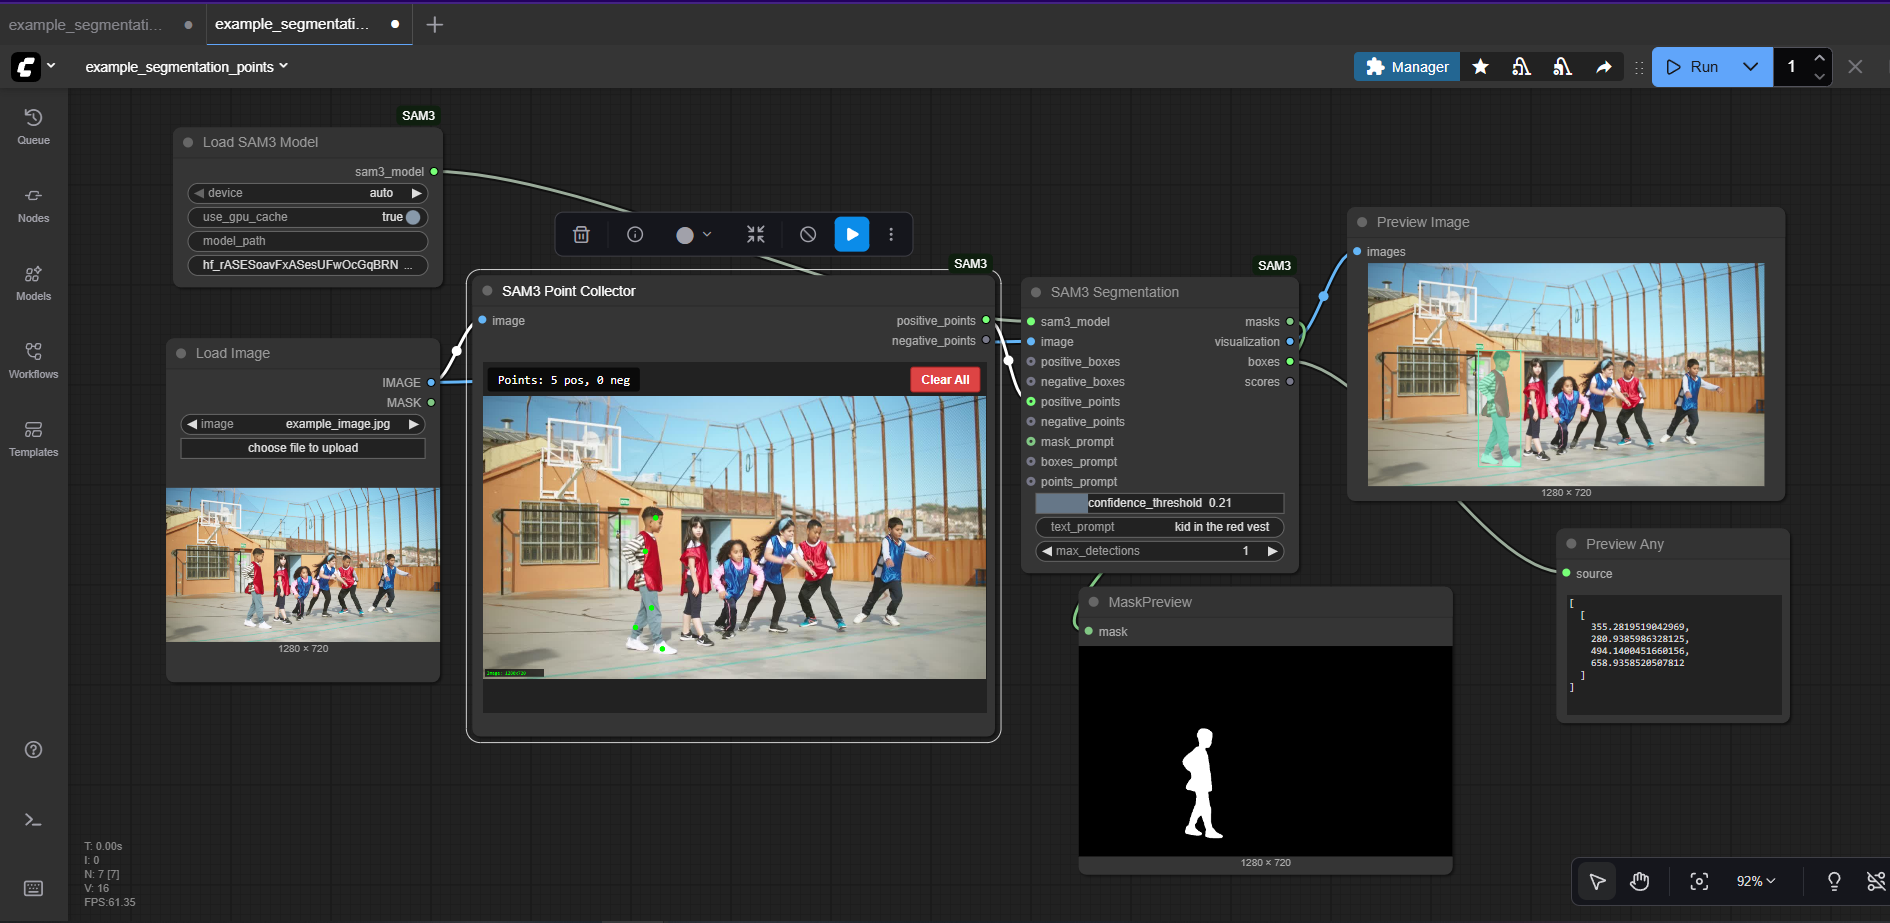 example_segmentati...
example_segmentati...
example_segmentation_points
Manager
Run
1
Queue
Nodes
Models
Workflows
Templates
SAM3
Load SAM3 Model
sam3_model
device
auto
use_gpu_cache
true
model_path
hf_rASESoavFxASesUFwOcGqBRN ...
Load Image
IMAGE
MASK
image
example_image.jpg
choose file to upload
1280 × 720
SAM3
SAM3 Point Collector
image
positive_points
negative_points
Points: 5 pos, 0 neg
Clear All
Image: 1280x720
SAM3
SAM3 Segmentation
sam3_model
masks
image
visualization
positive_boxes
boxes
negative_boxes
scores
positive_points
negative_points
mask_prompt
boxes_prompt
points_prompt
confidence_threshold 0.21
text_prompt
kid in the red vest
max_detections
1
Preview Image
images
1280 × 720
MaskPreview
mask
1280 × 720
Preview Any
source
[
[
355.2819519042969,
280.9385986328125,
494.1400451660156,
658.9358520507812
]
]
T: 0.00s
I: 0
N: 7 [7]
V: 16
FPS:61.35
92%